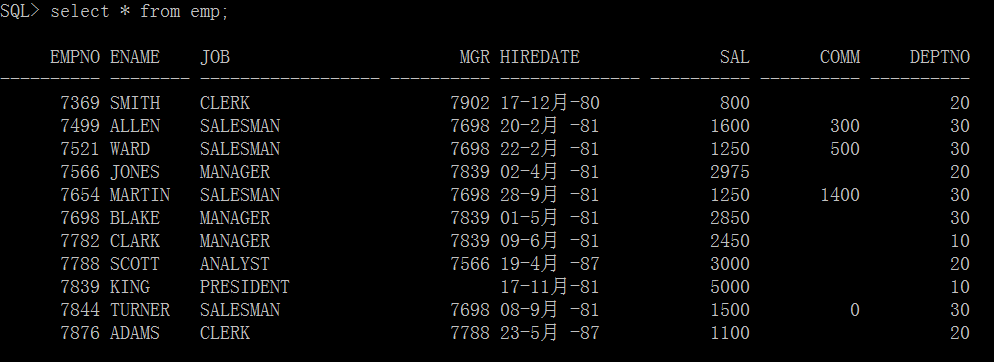 SQL> select * from emp;
EMPNO ENAME JOB MGR HIREDATE SAL COMM DEPTNO
---------- -------- ------------------ ---------- -------------- ---------- ---------- ----------
7369 SMITH CLERK 7902 17-12月-80 800 20
7499 ALLEN SALESMAN 7698 20-2月 -81 1600 300 30
7521 WARD SALESMAN 7698 22-2月 -81 1250 500 30
7566 JONES MANAGER 7839 02-4月 -81 2975 20
7654 MARTIN SALESMAN 7698 28-9月 -81 1250 1400 30
7698 BLAKE MANAGER 7839 01-5月 -81 2850 30
7782 CLARK MANAGER 7839 09-6月 -81 2450 10
7788 SCOTT ANALYST 7566 19-4月 -87 3000 20
7839 KING PRESIDENT 17-11月-81 5000 10
7844 TURNER SALESMAN 7698 08-9月 -81 1500 0 30
7876 ADAMS CLERK 7788 23-5月 -87 1100 20